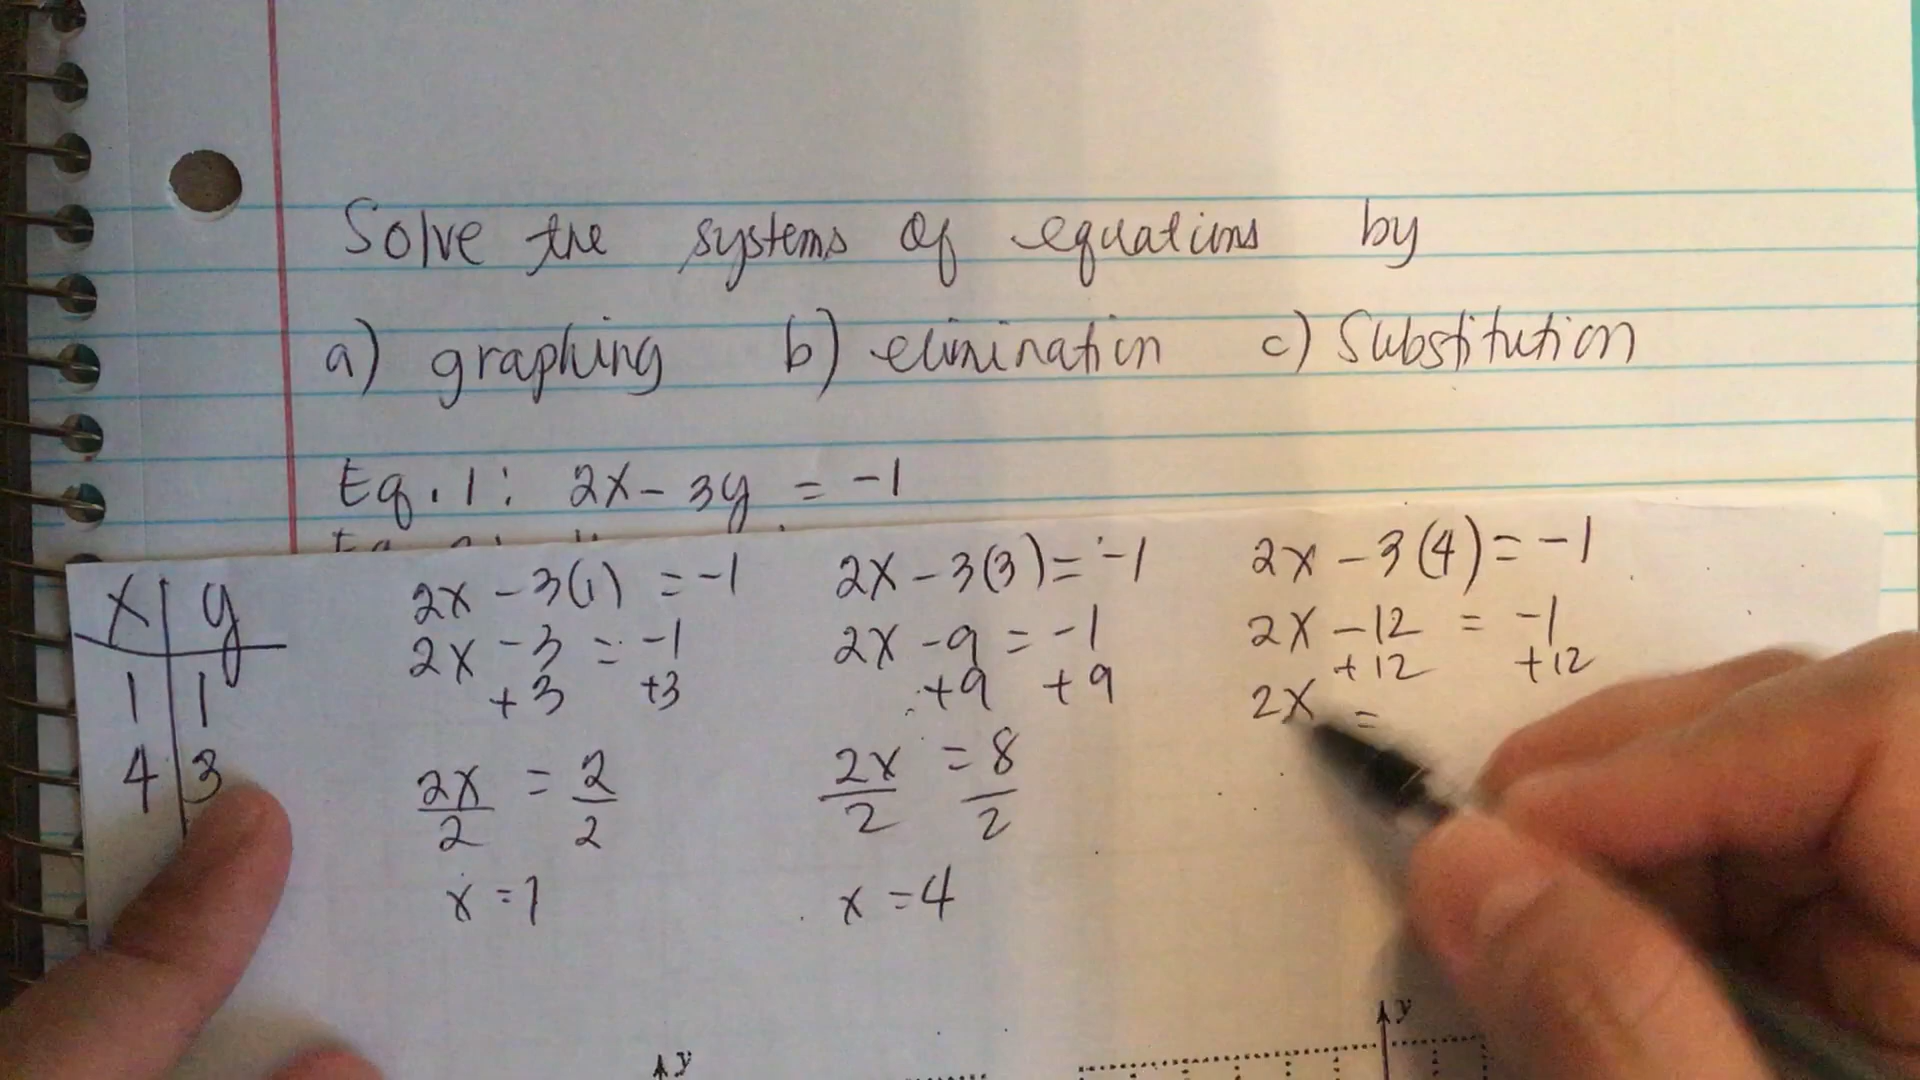 Solve the systems of equations by
a) graphing b) elimination c) Substitution
Eq. 1: 2x - 3y = -1
x | y
1 | 1
4 | 3
2x - 3(1) = -1
2x - 3 = -1
+3 +3
2x = 2
2 2
x = 1
2x - 3(3) = -1
2x - 9 = -1
+9 +9
2x = 8
2 2
x = 4
2x - 3(4) = -1
2x - 12 = -1
+12 +12
2x =
y
y